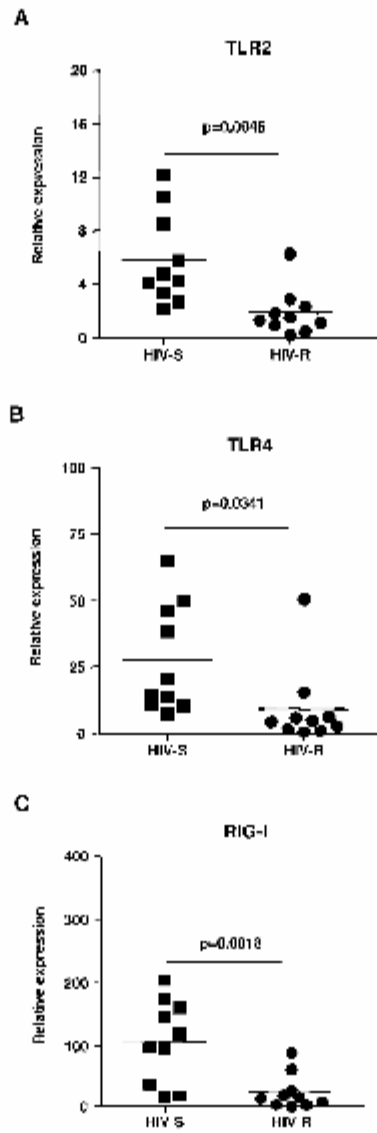 A
TLR2
20
p=0.0046
16
12
8
4
0
Relative expression
HIV-S HIV-R
B
TLR4
100
p=0.0341
75
50
25
0
Relative expression
HIV-S HIV-R
C
RIG-I
400
300
p=0.0018
200
100
0
Relative expression
HIV S HIV R